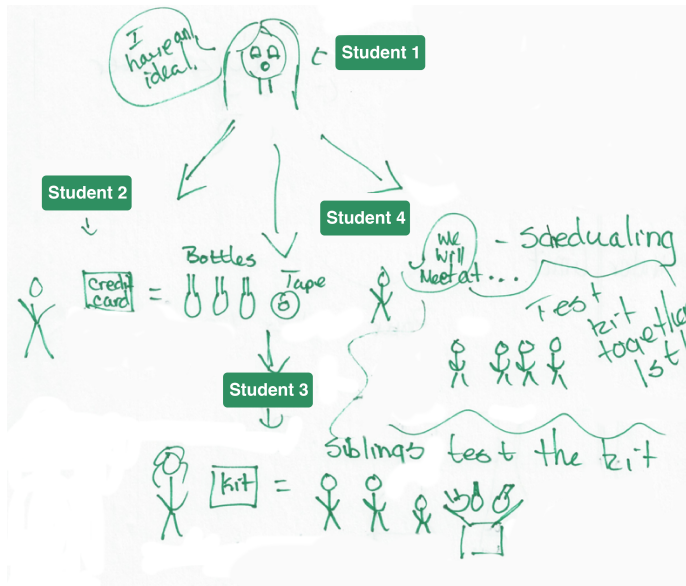 I
have an
idea.
Student 1
Student 2
Student 4
we
will
Meet at...
- Schedualing
Bottles
Tape
credit
card
=
Test
kit
together
1st!
Student 3
siblings test the kit
kit
=